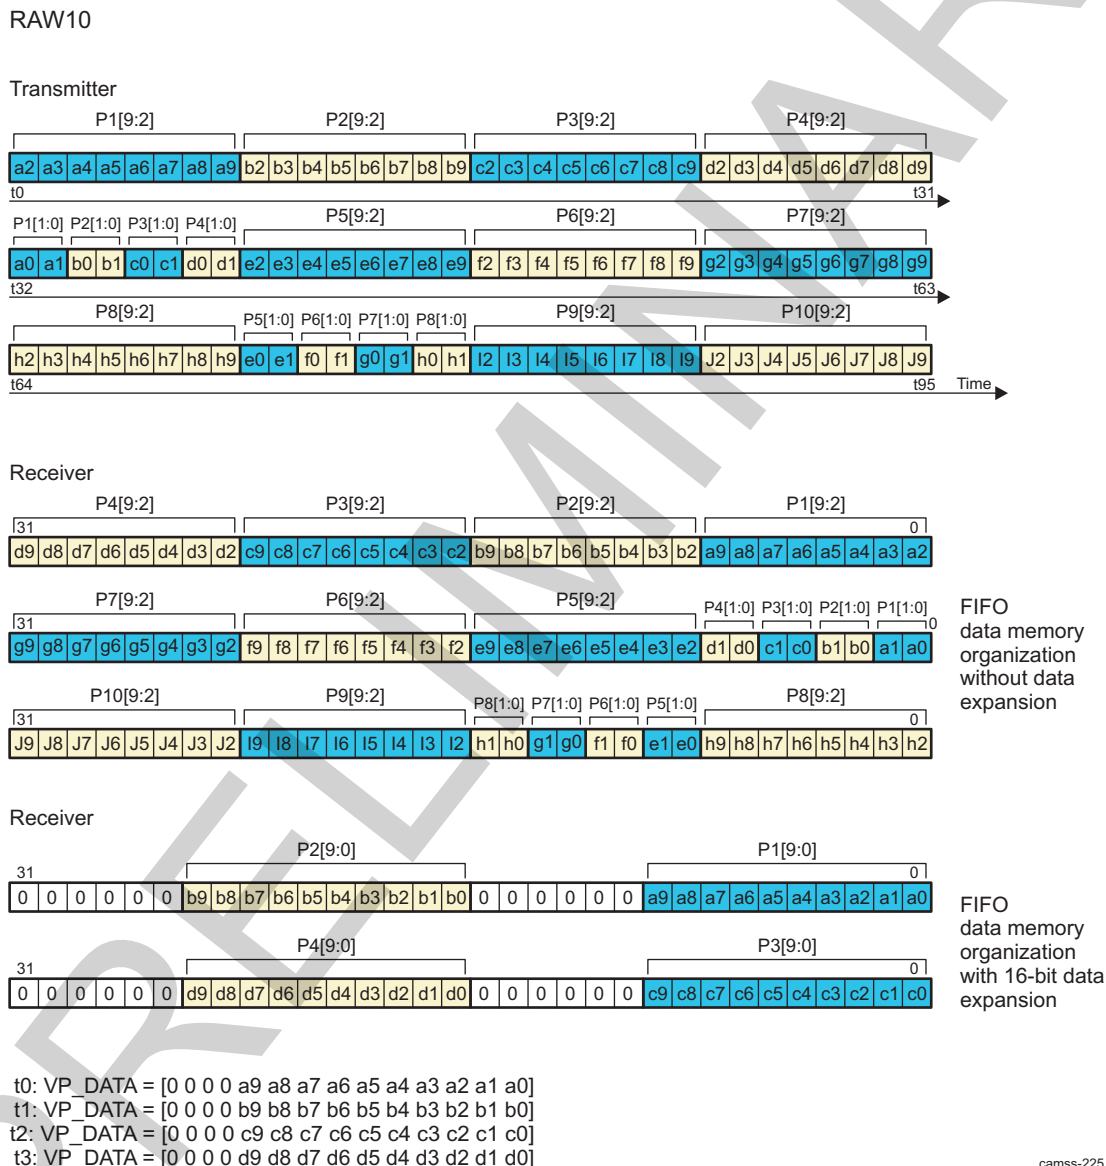 RAW10
Transmitter
P1[9:2] P2[9:2] P3[9:2] P4[9:2]
a2 a3 a4 a5 a6 a7 a8 a9 b2 b3 b4 b5 b6 b7 b8 b9 c2 c3 c4 c5 c6 c7 c8 c9 d2 d3 d4 d5 d6 d7 d8 d9
t0 t31
P1[1:0] P2[1:0] P3[1:0] P4[1:0] P5[9:2] P6[9:2] P7[9:2]
a0 a1 b0 b1 c0 c1 d0 d1 e2 e3 e4 e5 e6 e7 e8 e9 f2 f3 f4 f5 f6 f7 f8 f9 g2 g3 g4 g5 g6 g7 g8 g9
t32 t63
P8[9:2] P5[1:0] P6[1:0] P7[1:0] P8[1:0] P9[9:2] P10[9:2]
h2 h3 h4 h5 h6 h7 h8 h9 e0 e1 f0 f1 g0 g1 h0 h1 I2 I3 I4 I5 I6 I7 I8 I9 J2 J3 J4 J5 J6 J7 J8 J9
t64 t95 Time
Receiver
P4[9:2] P3[9:2] P2[9:2] P1[9:2]
31 0
d9 d8 d7 d6 d5 d4 d3 d2 c9 c8 c7 c6 c5 c4 c3 c2 b9 b8 b7 b6 b5 b4 b3 b2 a9 a8 a7 a6 a5 a4 a3 a2
P7[9:2] P6[9:2] P5[9:2] P4[1:0] P3[1:0] P2[1:0] P1[1:0]
31 0
g9 g8 g7 g6 g5 g4 g3 g2 f9 f8 f7 f6 f5 f4 f3 f2 e9 e8 e7 e6 e5 e4 e3 e2 d1 d0 c1 c0 b1 b0 a1 a0
FIFO
data memory
organization
without data
expansion
P10[9:2] P9[9:2] P8[1:0] P7[1:0] P6[1:0] P5[1:0] P8[9:2]
31 0
J9 J8 J7 J6 J5 J4 J3 J2 I9 I8 I7 I6 I5 I4 I3 I2 h1 h0 g1 g0 f1 f0 e1 e0 h9 h8 h7 h6 h5 h4 h3 h2
Receiver
P2[9:0] P1[9:0]
31 0
0 0 0 0 0 0 b9 b8 b7 b6 b5 b4 b3 b2 b1 b0 0 0 0 0 0 0 a9 a8 a7 a6 a5 a4 a3 a2 a1 a0
FIFO
data memory
organization
with 16-bit data
expansion
P4[9:0] P3[9:0]
31 0
0 0 0 0 0 0 d9 d8 d7 d6 d5 d4 d3 d2 d1 d0 0 0 0 0 0 0 c9 c8 c7 c6 c5 c4 c3 c2 c1 c0
t0: VP_DATA = [0 0 0 0 a9 a8 a7 a6 a5 a4 a3 a2 a1 a0]
t1: VP_DATA = [0 0 0 0 b9 b8 b7 b6 b5 b4 b3 b2 b1 b0]
t2: VP_DATA = [0 0 0 0 c9 c8 c7 c6 c5 c4 c3 c2 c1 c0]
t3: VP_DATA = [0 0 0 0 d9 d8 d7 d6 d5 d4 d3 d2 d1 d0]
camss-225
PRELIMINAR